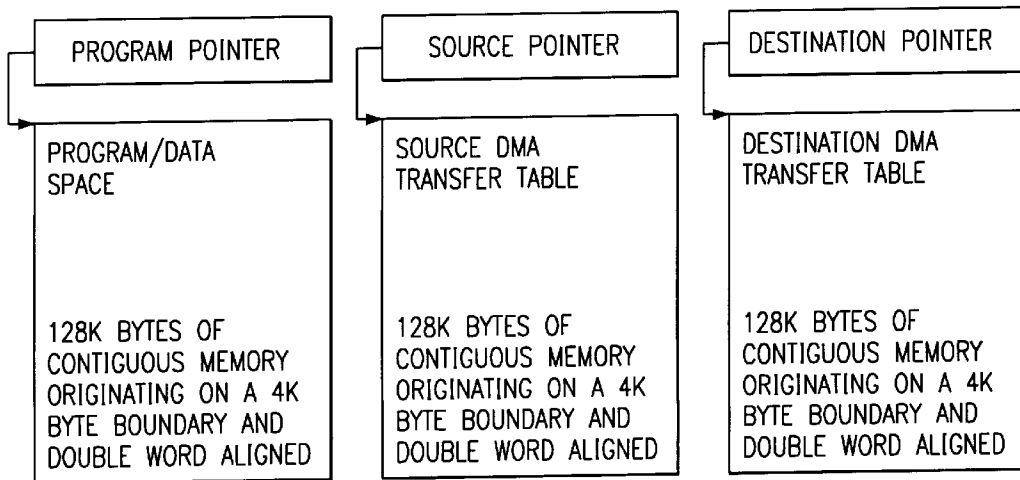 PROGRAM POINTER
PROGRAM/DATA
SPACE
128K BYTES OF
CONTIGUOUS MEMORY
ORIGINATING ON A 4K
BYTE BOUNDARY AND
DOUBLE WORD ALIGNED
SOURCE POINTER
SOURCE DMA
TRANSFER TABLE
128K BYTES OF
CONTIGUOUS MEMORY
ORIGINATING ON A 4K
BYTE BOUNDARY AND
DOUBLE WORD ALIGNED
DESTINATION POINTER
DESTINATION DMA
TRANSFER TABLE
128K BYTES OF
CONTIGUOUS MEMORY
ORIGINATING ON A 4K
BYTE BOUNDARY AND
DOUBLE WORD ALIGNED